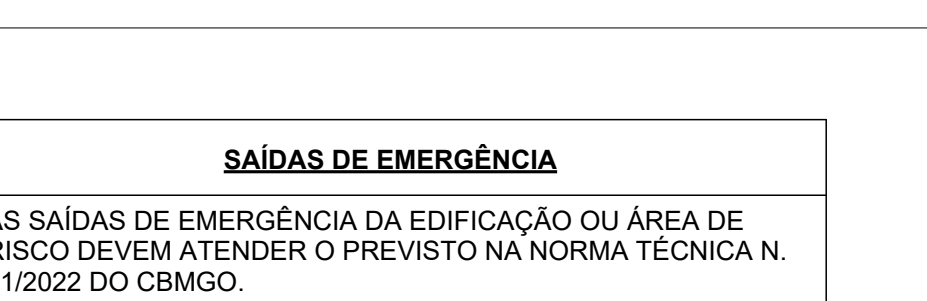 SAÍDAS DE EMERGÊNCIA
AS SAÍDAS DE EMERGÊNCIA DA EDIFICAÇÃO OU ÁREA DE
RISCO DEVEM ATENDER O PREVISTO NA NORMA TÉCNICA N.
1/2022 DO CBMGO.